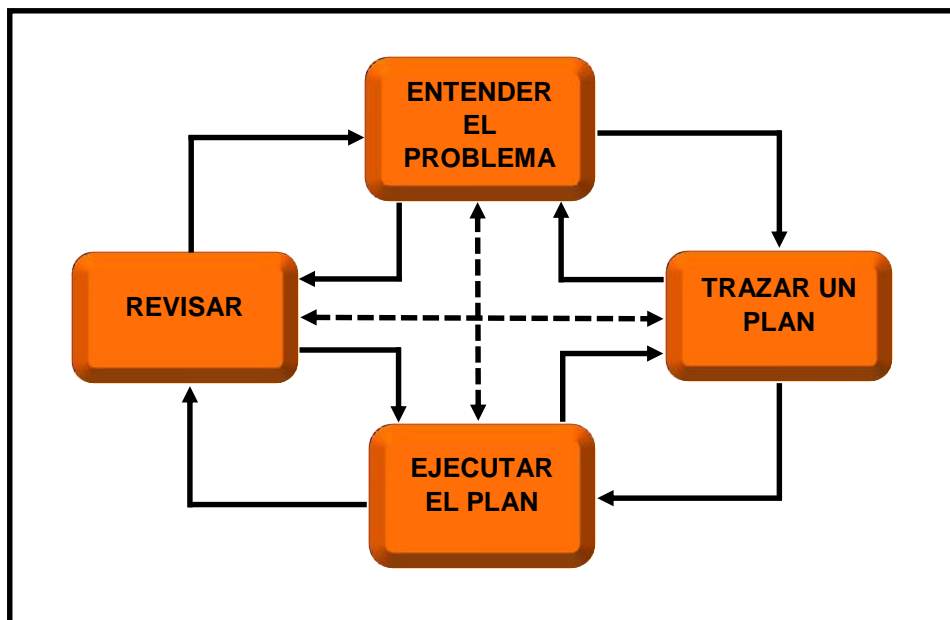 ENTENDER
EL
PROBLEMA
REVISAR
TRAZAR UN
PLAN
EJECUTAR
EL PLAN